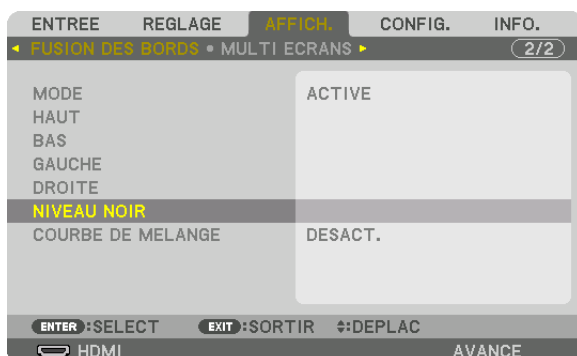 ENTREE REGLAGE AFFICH. CONFIG. INFO.
FUSION DES BORDS • MULTI ECRANS 2/2
MODE ACTIVE
HAUT
BAS
GAUCHE
DROITE
NIVEAU NOIR
COURBE DE MELANGE DESACT.
ENTER:SELECT EXIT:SORTIR :DEPLAC
HDMI AVANCE